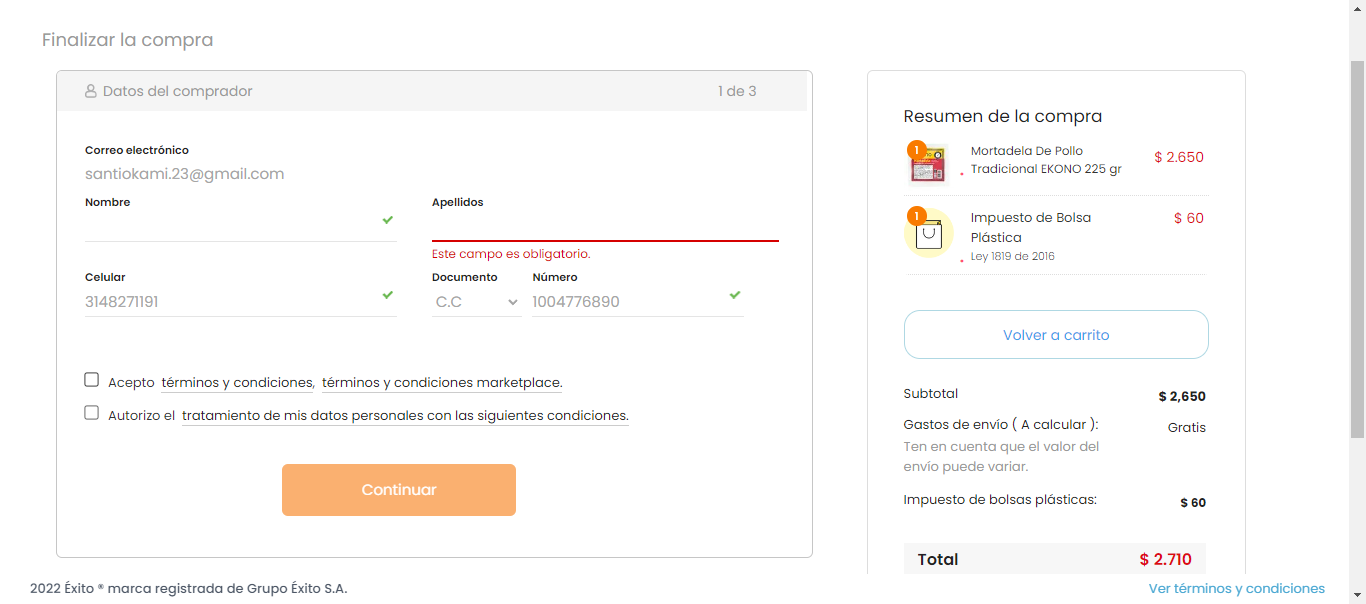 Finalizar la compra
Datos del comprador
1 de 3
Correo electrónico
santiokami.23@gmail.com
Nombre
Apellidos
Este campo es obligatorio.
Celular
Documento
Número
3148271191
C.C
1004776890
Acepto términos y condiciones, términos y condiciones marketplace.
Autorizo el tratamiento de mis datos personales con las siguientes condiciones.
Continuar
Resumen de la compra
1
Mortadela De Pollo
Tradicional EKONO 225 gr
$ 2.650
1
Impuesto de Bolsa
Plástica
Ley 1819 de 2016
$ 60
Volver a carrito
Subtotal
$ 2,650
Gastos de envío ( A calcular ):
Gratis
Ten en cuenta que el valor del
envío puede variar.
Impuesto de bolsas plásticas:
$ 60
Total
$ 2.710
2022 Éxito ® marca registrada de Grupo Éxito S.A.
Ver términos y condiciones